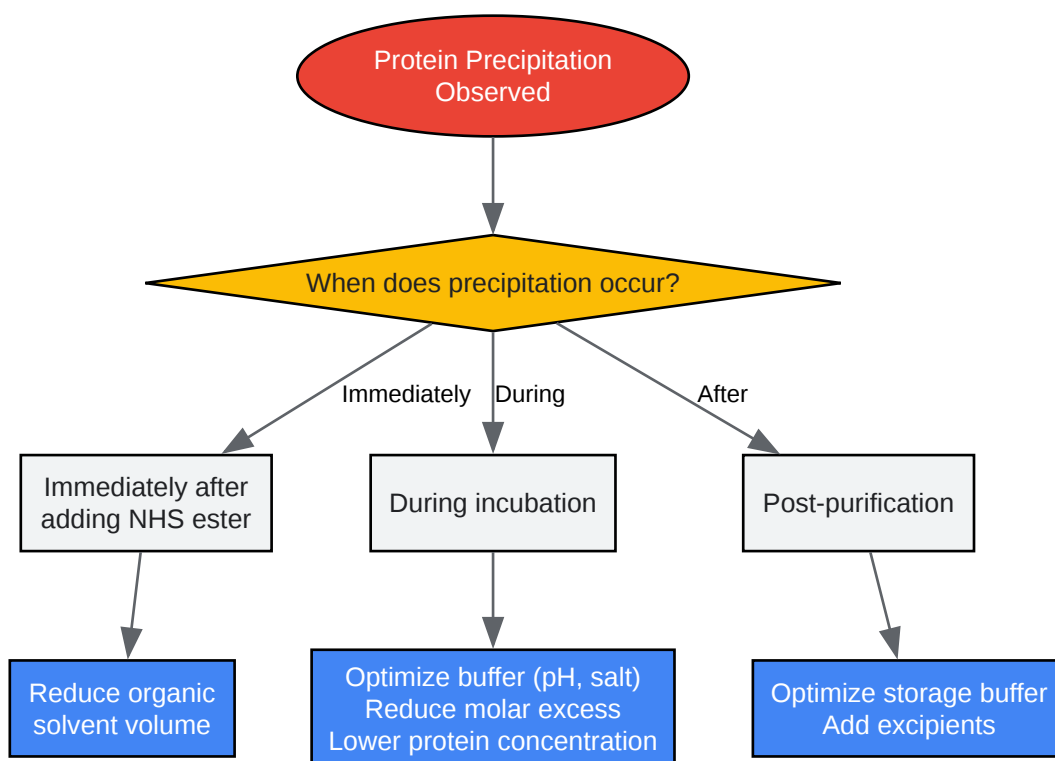 Protein Precipitation
Observed
When does precipitation occur?
Immediately
During
After
Immediately after
adding NHS ester
During incubation
Post-purification
Reduce organic
solvent volume
Optimize buffer (pH, salt)
Reduce molar excess
Lower protein concentration
Optimize storage buffer
Add excipients